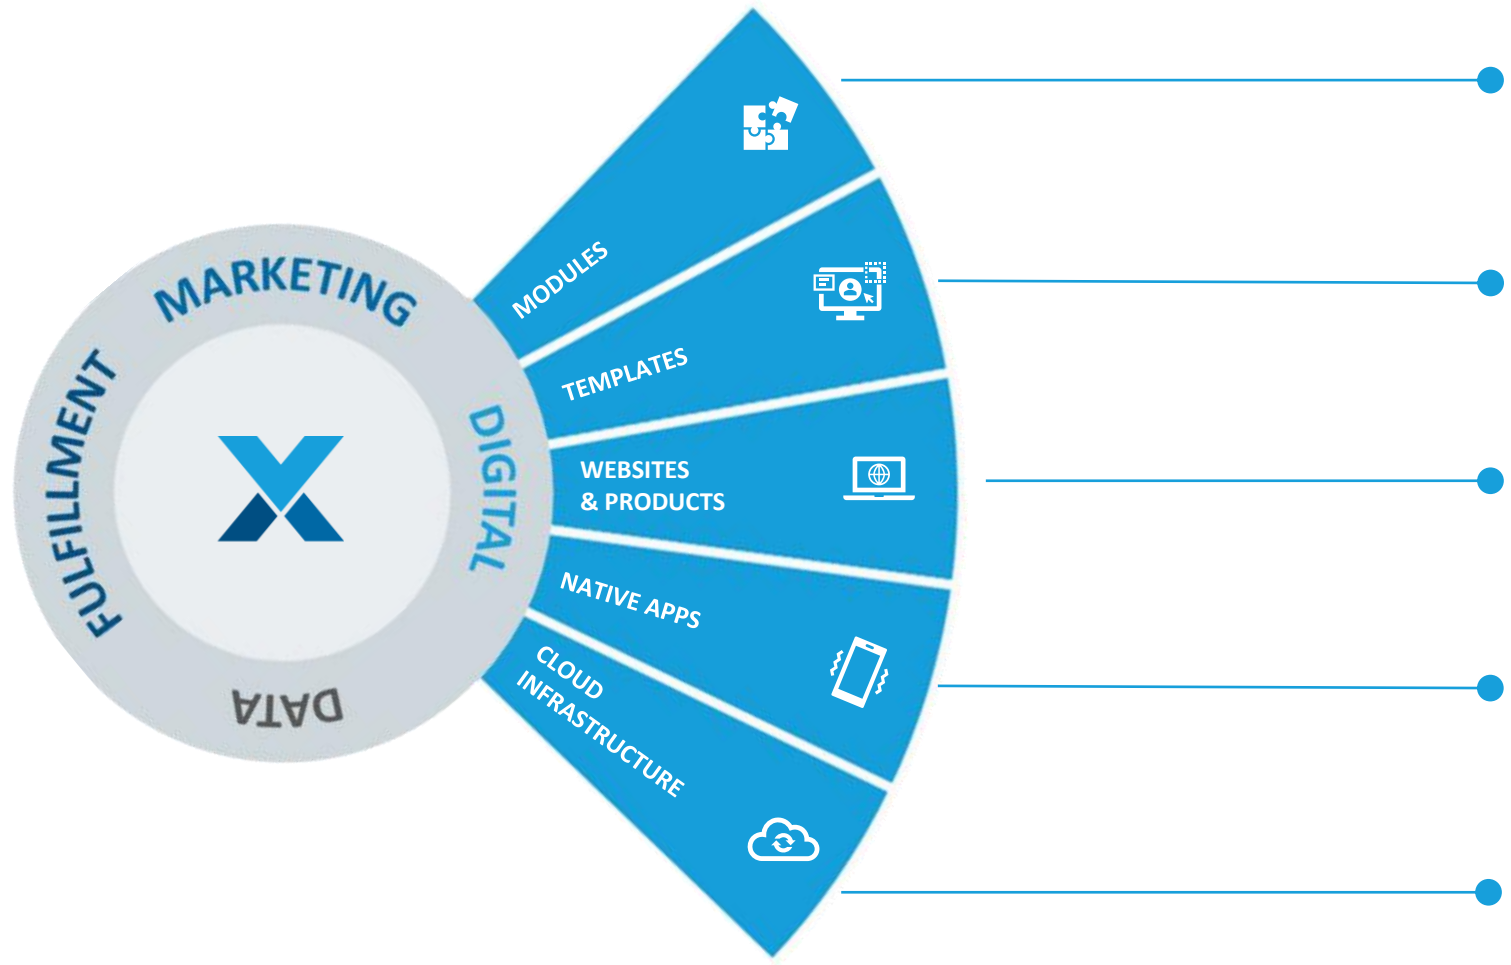 MARKETING
FULFILLMENT
DIGITAL
DATA
MODULES
TEMPLATES
WEBSITES
& PRODUCTS
NATIVE APPS
CLOUD
INFRASTRUCTURE